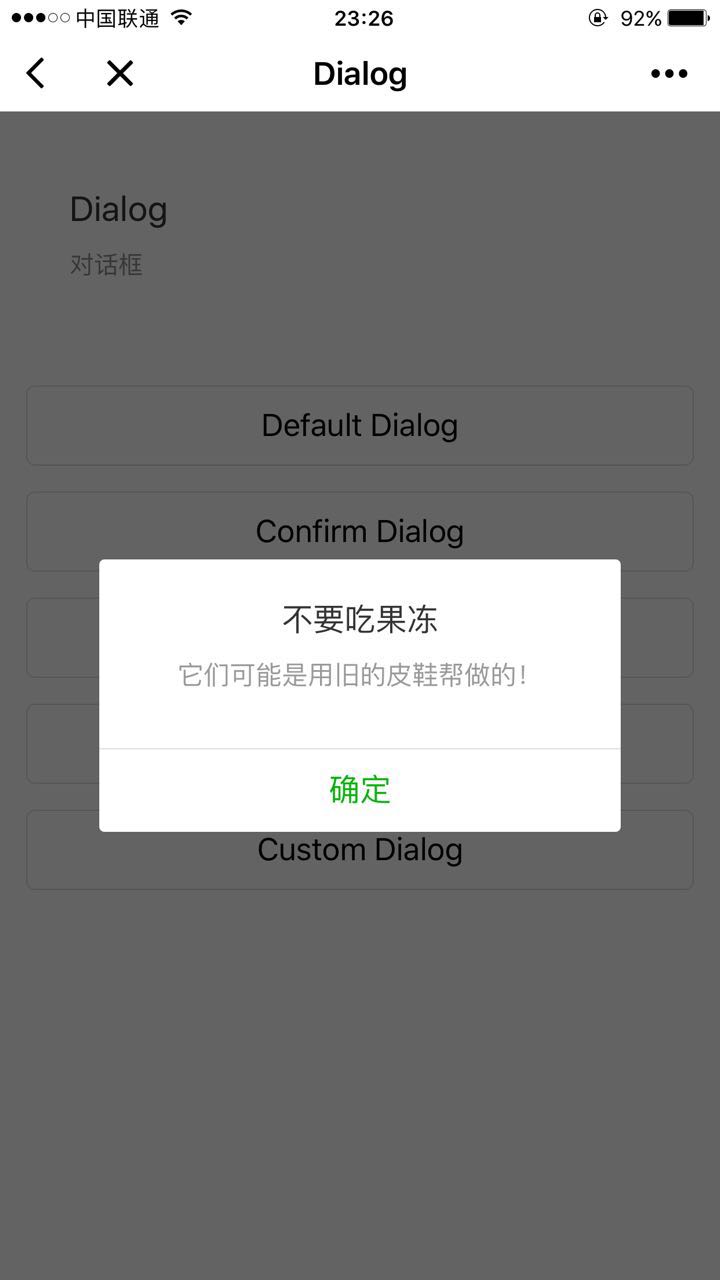 中国联通 23:26 92%
Dialog
Dialog
对话框
Default Dialog
Confirm Dialog
不要吃果冻
它们可能是用旧的皮鞋帮做的！
确定
Custom Dialog